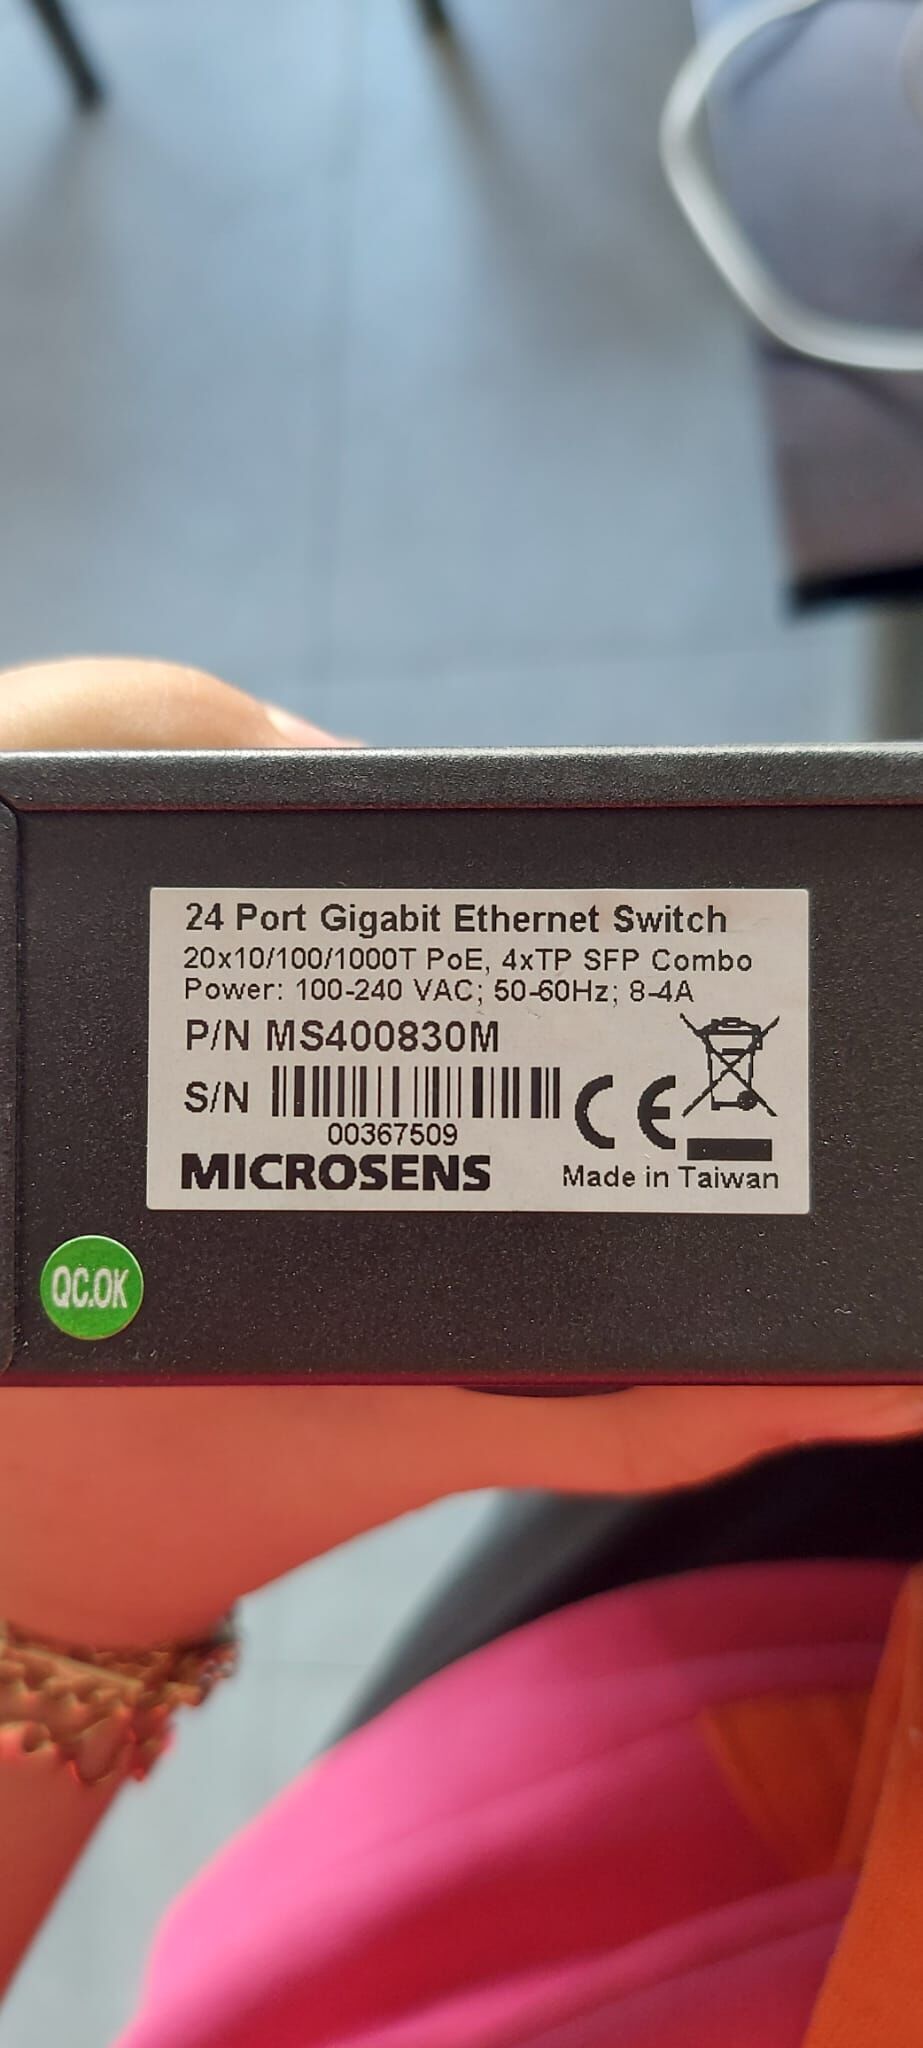 24 Port Gigabit Ethernet Switch
20x10/100/1000T PoE, 4xTP SFP Combo
Power: 100-240 VAC; 50-60Hz; 8-4A
P/N MS400830M
S/N
00367509
CE
MICROSENS
Made in Taiwan
QC.OK